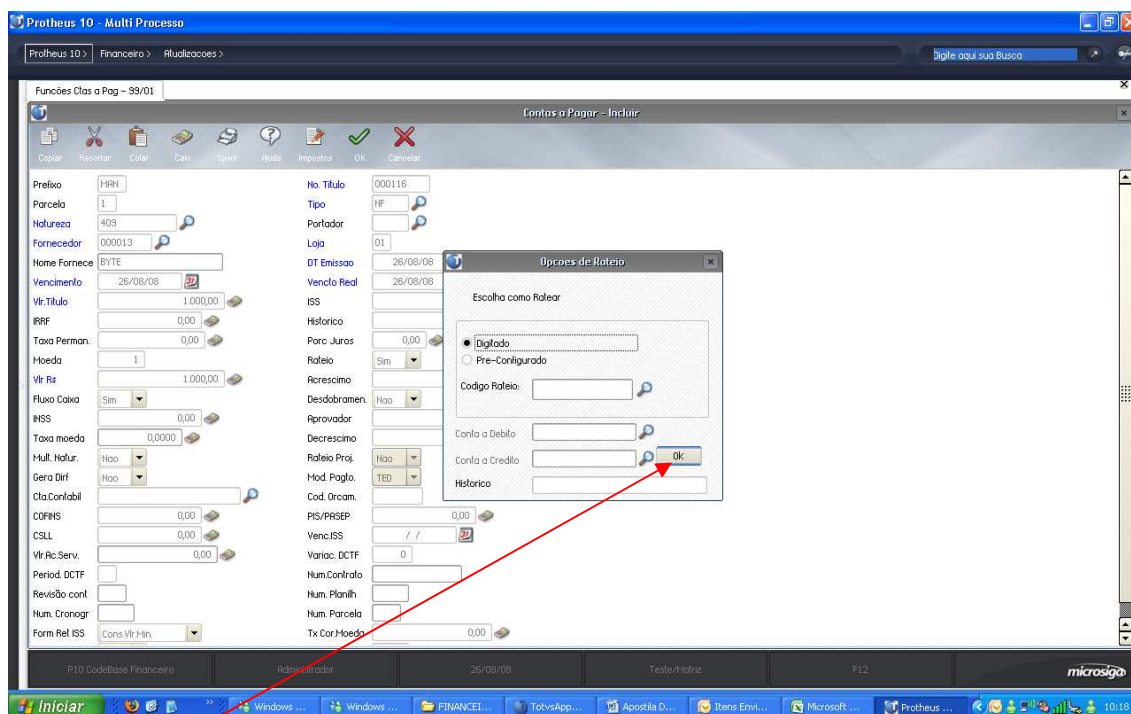 Protheus 10 - Multi Processo
Protheus 10 > Financeiro > Atualizacoes >
Digite aqui sua Busca
Funcões Ctas a Pag - 99/01
Contas a Pagar - Incluir
Copiar Recortar Colar Calc Spool Ajuda Impostos OK Cancelar
Prefixo MAN No. Titulo 000116
Parcela 1 Tipo NF
Natureza 409 Portador
Fornecedor 000013 Loja 01
Nome Fornece BYTE DT Emissao 26/08/08
Vencimento 26/08/08 Vencto Real 26/08/08
Vlr.Titulo 1.000,00 ISS
IRRF 0,00 Historico
Taxa Perman. 0,00 Porc Juros 0,00
Moeda 1 Rateio Sim
Vlr R$ 1.000,00 Acrescimo
Fluxo Caixa Sim Desdobramen. Nao
INSS 0,00 Aprovador
Taxa moeda 0,0000 Decrescimo
Mult. Natur. Nao Rateio Proj. Nao
Gera Dirf Nao Mod. Pagto. TED
Cta.Contabil Cod. Orcam.
COFINS 0,00 PIS/PASEP 0,00
CSLL 0,00 Venc.ISS / /
Vlr.Ac.Serv. 0,00 Variac. DCTF 0
Period. DCTF Num.Contrato
Revisão cont Num. Planilh
Num. Cronogr Num. Parcela
Form Ret ISS Cons.Vlr.Min. Tx Cor.Moeda 0,00
Opcoes de Rateio
Escolha como Ratear
Digitado
Pre-Configurado
Codigo Rateio:
Conta a Debito
Conta a Credito Ok
Historico
P10 CodeBase Financeiro Administrador 26/08/08 Teste/Matriz F12 microsiga
Iniciar Windows ... Windows ... FINANCEI... TotvsApp... Apostila D... Itens Envi... Microsoft ... Protheus ... 10:18